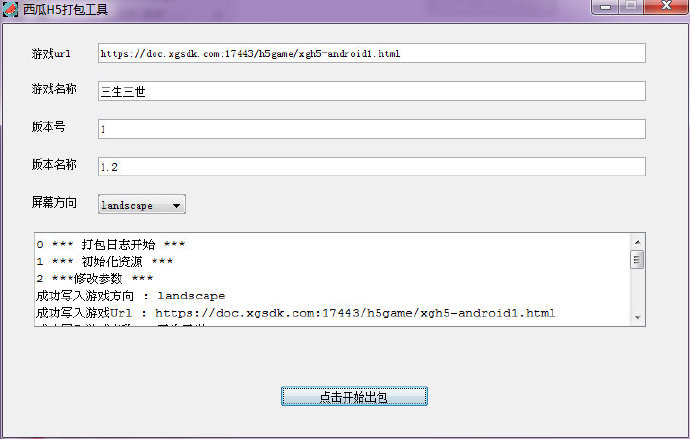 西瓜H5打包工具
游戏url https://doc.xgsdk.com:17443/h5game/xgh5-android1.html
游戏名称 三生三世
版本号 1
版本名称 1.2
屏幕方向 landscape
0 *** 打包日志开始 ***
1 *** 初始化资源 ***
2 ***修改参数 ***
成功写入游戏方向 : landscape
成功写入游戏Url : https://doc.xgsdk.com:17443/h5game/xgh5-android1.html
点击开始出包